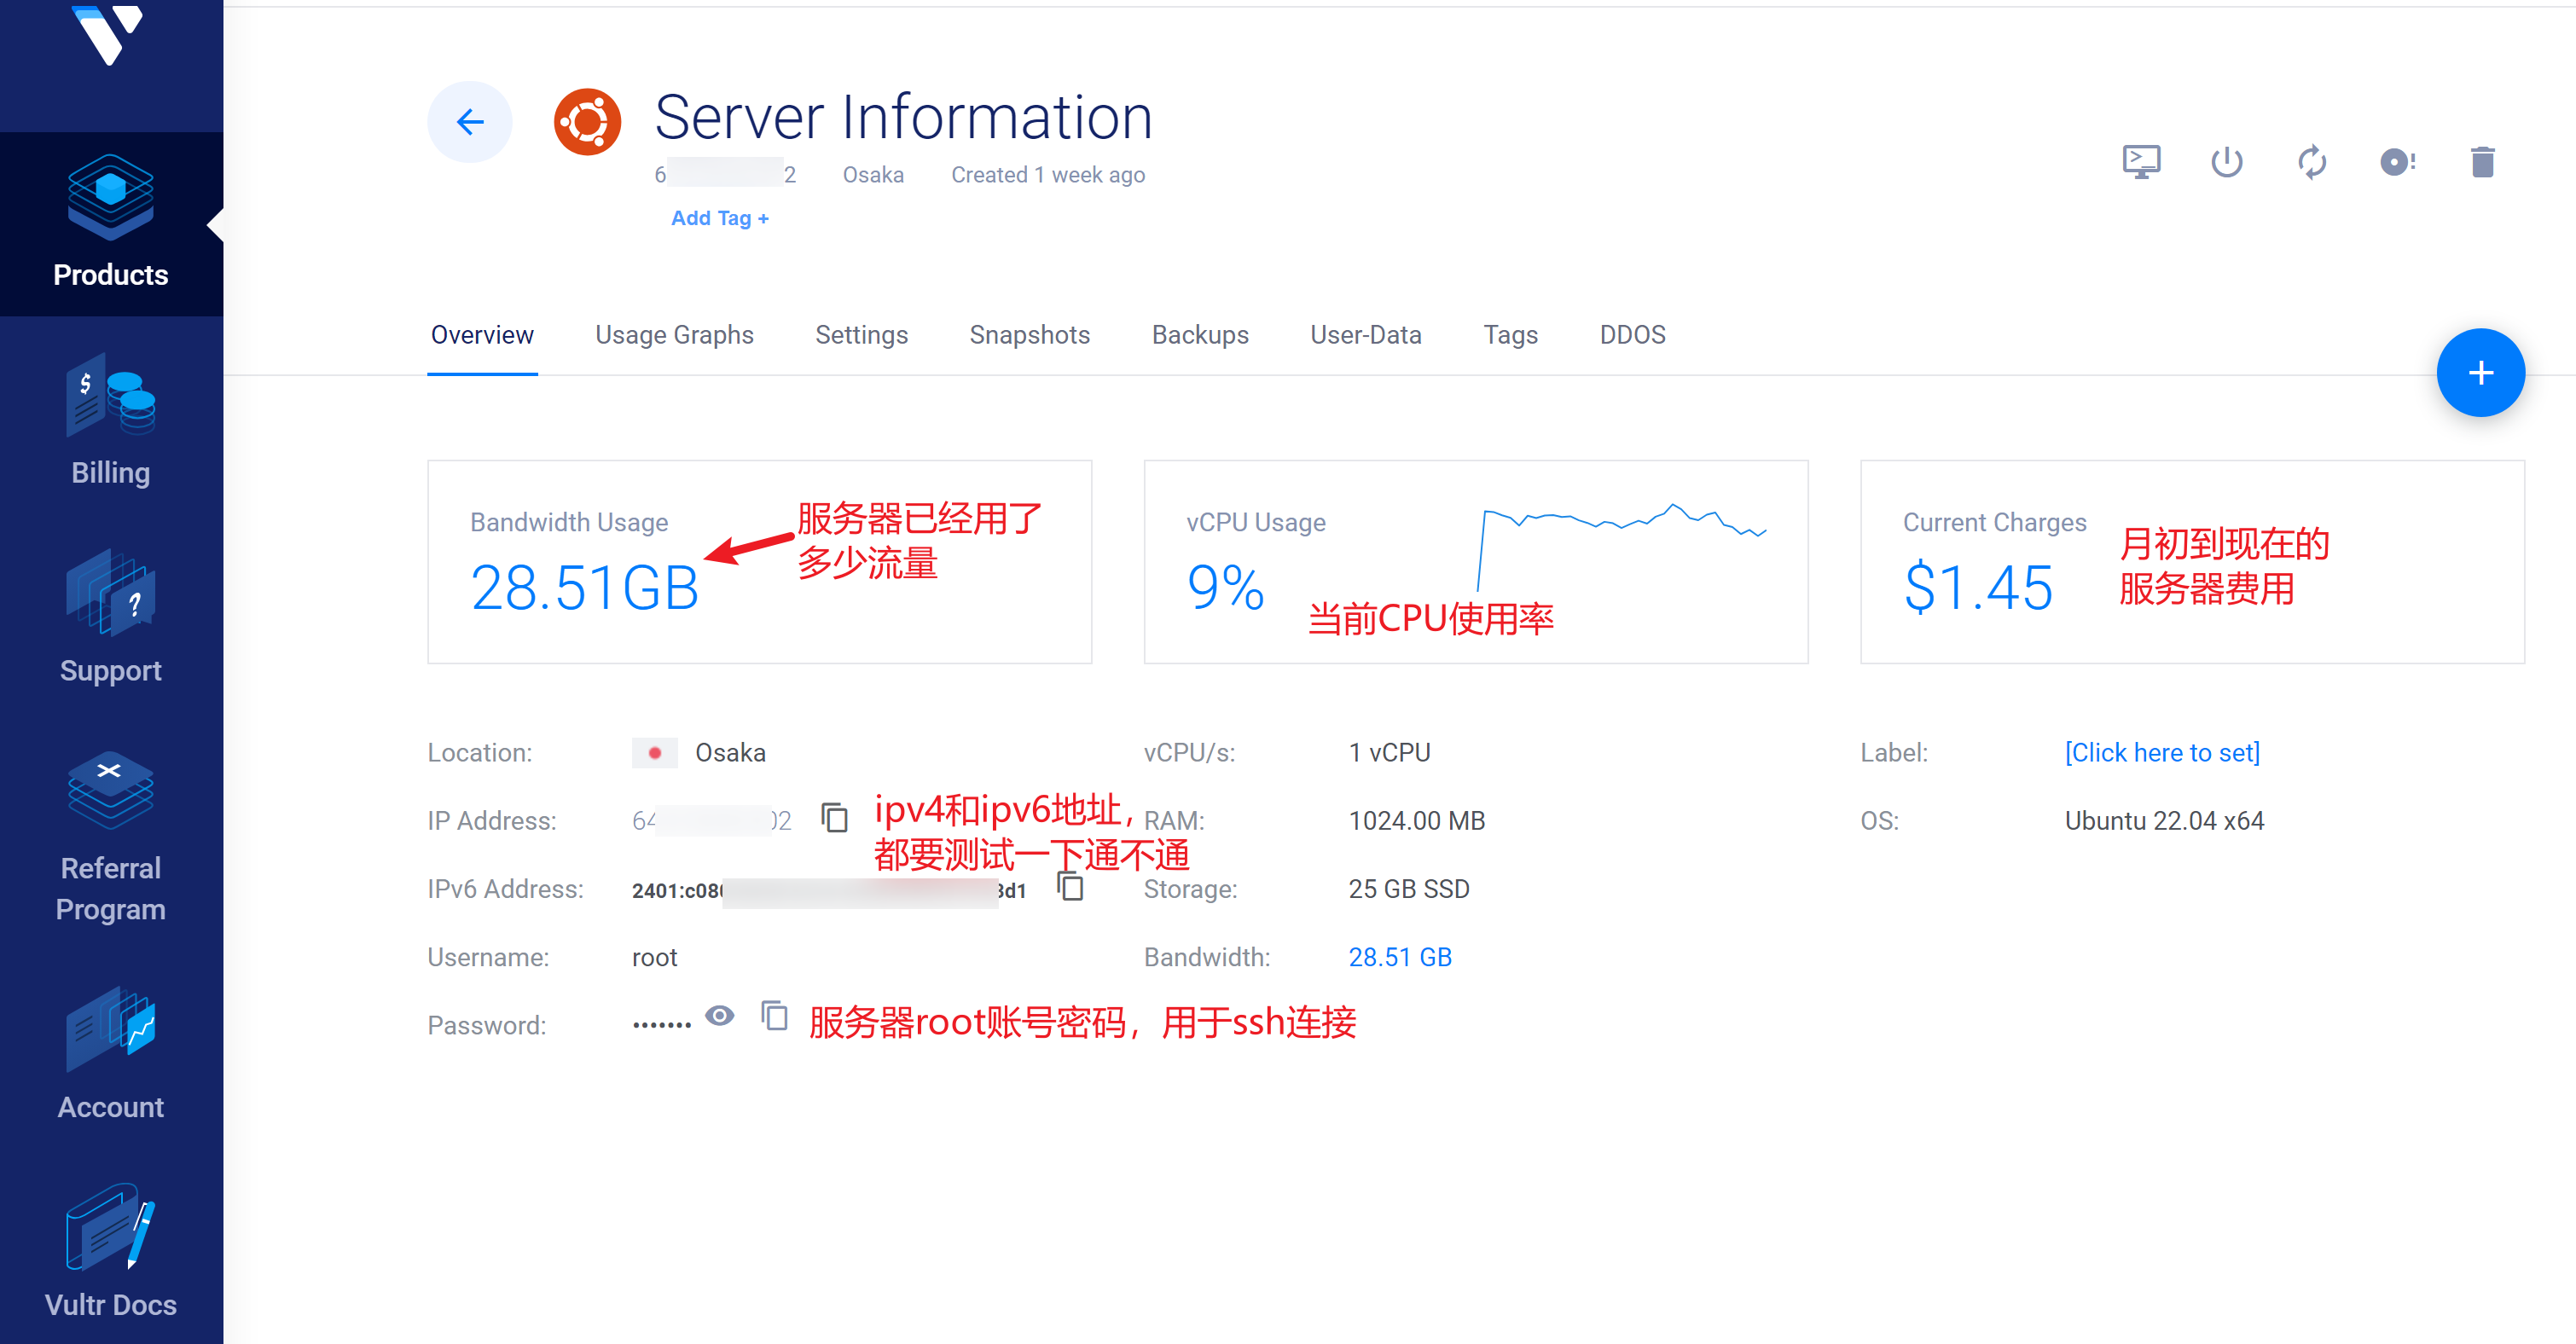 Server Information
6 2 Osaka Created 1 week ago
Add Tag +
Products
Billing
Support
Referral
Program
Account
Vultr Docs
Overview Usage Graphs Settings Snapshots Backups User-Data Tags DDOS
Bandwidth Usage
28.51GB
服务器已经用了
多少流量
vCPU Usage
9%
当前CPU使用率
Current Charges
$1.45
月初到现在的
服务器费用
Location: Osaka
IP Address: 64 02
ipv4和ipv6地址，
都要测试一下通不通
IPv6 Address: 2401:c080 3d1
Username: root
Password: •••••••
服务器root账号密码，用于ssh连接
vCPU/s: 1 vCPU
RAM: 1024.00 MB
Storage: 25 GB SSD
Bandwidth: 28.51 GB
Label: [Click here to set]
OS: Ubuntu 22.04 x64